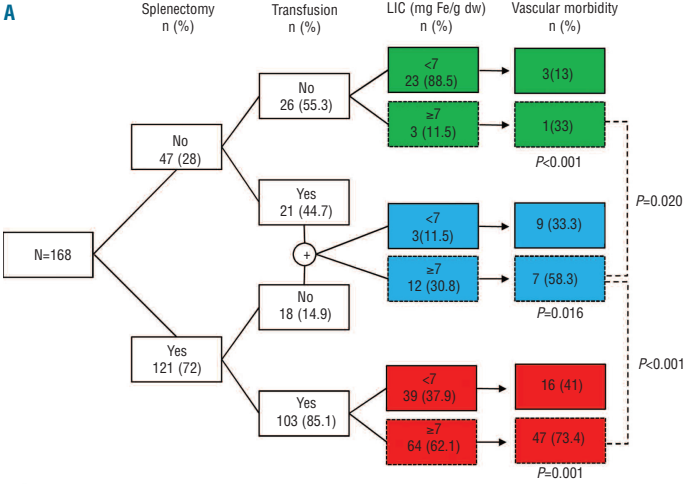 A
Splenectomy
n (%)
Transfusion
n (%)
LIC (mg Fe/g dw)
n (%)
Vascular morbidity
n (%)
<7
23 (88.5)
3(13)
No
26 (55.3)
≥7
3 (11.5)
1(33)
P<0.001
No
47 (28)
P=0.020
Yes
21 (44.7)
<7
3(11.5)
9 (33.3)
N=168
+
≥7
12 (30.8)
7 (58.3)
P=0.016
No
18 (14.9)
Yes
121 (72)
P<0.001
<7
39 (37.9)
16 (41)
Yes
103 (85.1)
≥7
64 (62.1)
47 (73.4)
P=0.001